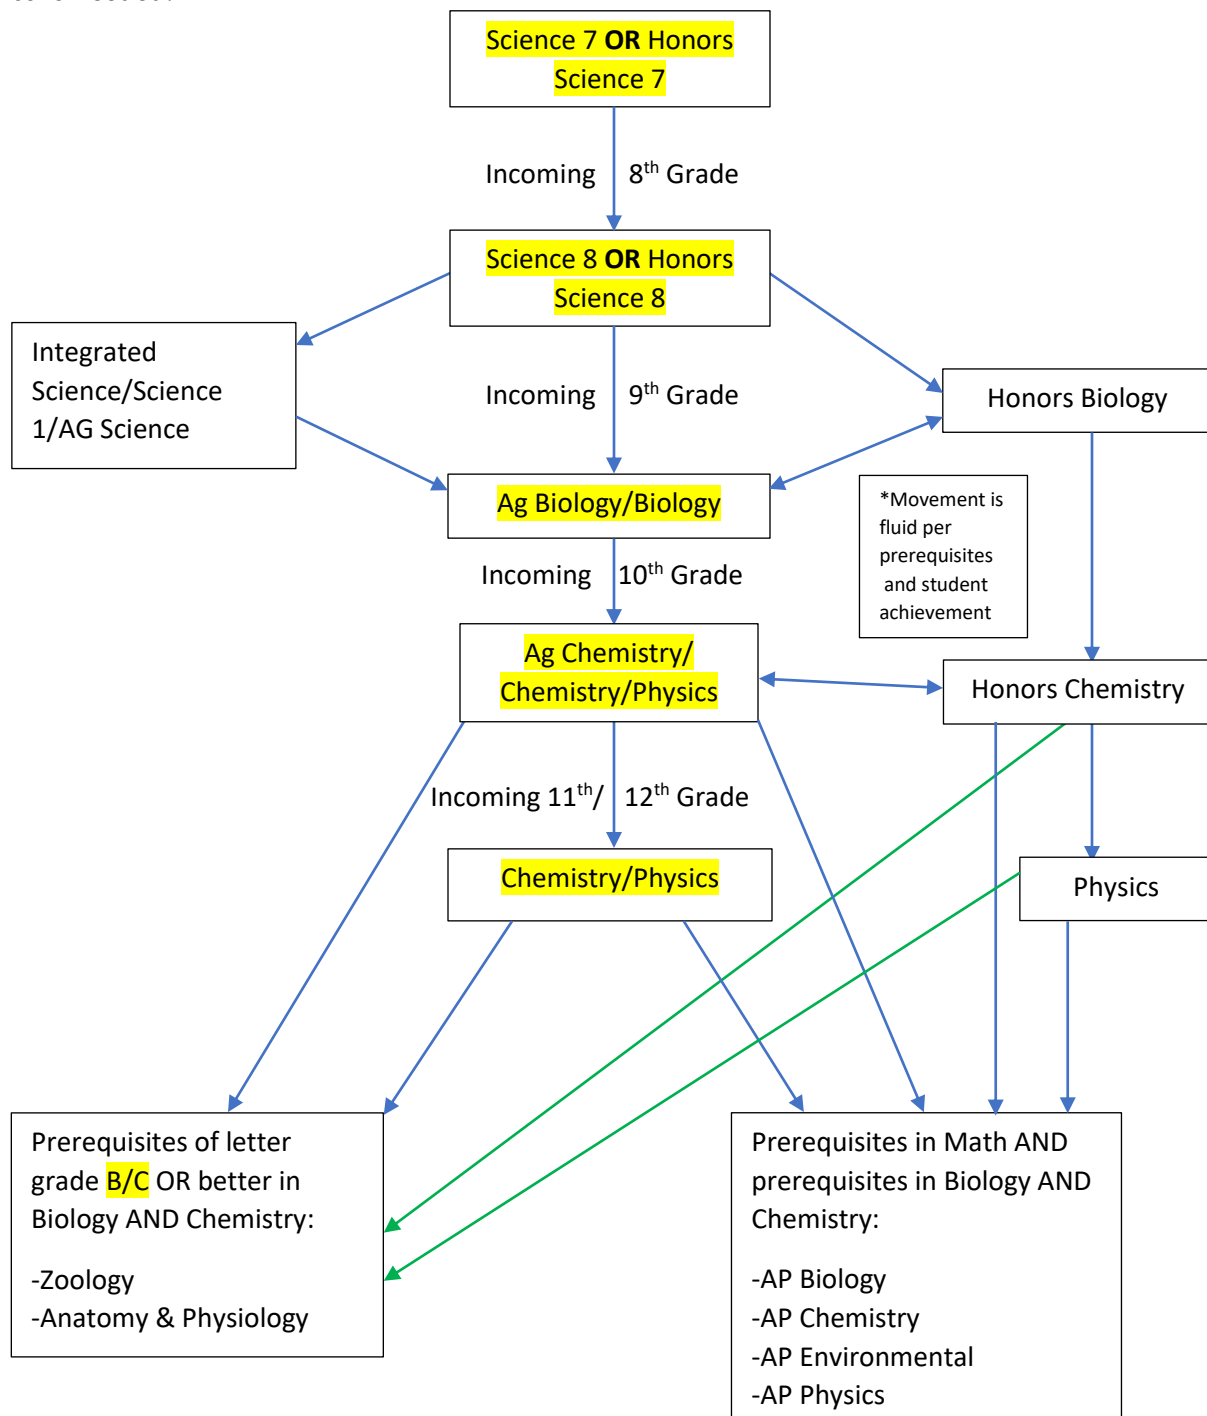 Science 7 OR Honors
Science 7
Incoming 8th Grade
Science 8 OR Honors
Science 8
Integrated
Science/Science
1/AG Science
Incoming 9th Grade
Honors Biology
Ag Biology/Biology
*Movement is
fluid per
prerequisites
and student
achievement
Incoming 10th Grade
Ag Chemistry/
Chemistry/Physics
Honors Chemistry
Incoming 11th/ 12th Grade
Chemistry/Physics
Physics
Prerequisites of letter
grade B/C OR better in
Biology AND Chemistry:
-Zoology
-Anatomy & Physiology
Prerequisites in Math AND
prerequisites in Biology AND
Chemistry:
-AP Biology
-AP Chemistry
-AP Environmental
-AP Physics